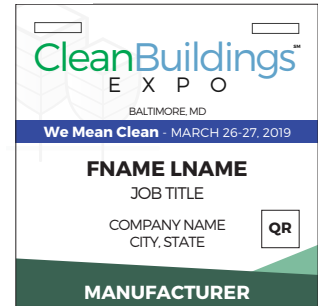 CleanBuildings℠
EXPO
BALTIMORE, MD
We Mean Clean - MARCH 26-27, 2019
FNAME LNAME
JOB TITLE
COMPANY NAME
CITY, STATE
QR
MANUFACTURER